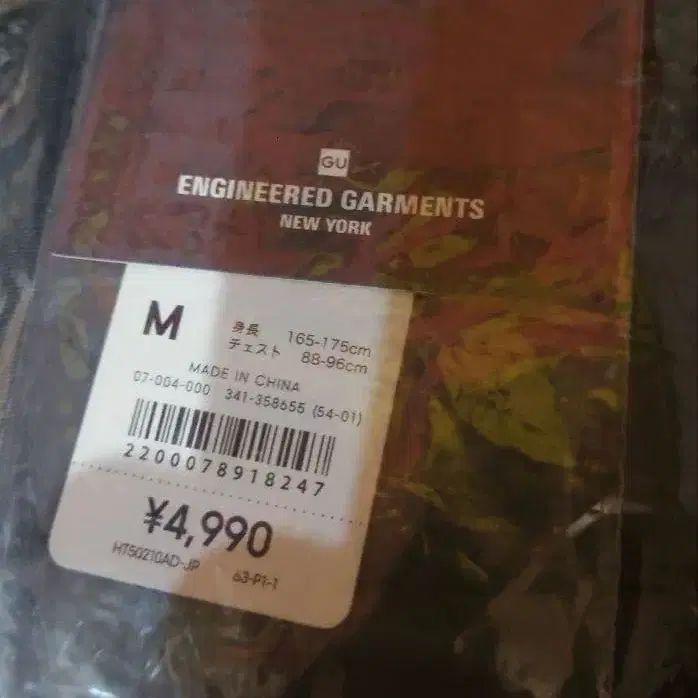 GU
ENGINEERED GARMENTS
NEW YORK
M
身長 165-175cm
チェスト 88-96cm
MADE IN CHINA
07-004-000 341-358655 (54-01)
2200078918247
¥4,990
HT50210AD-JP 63-P1-1